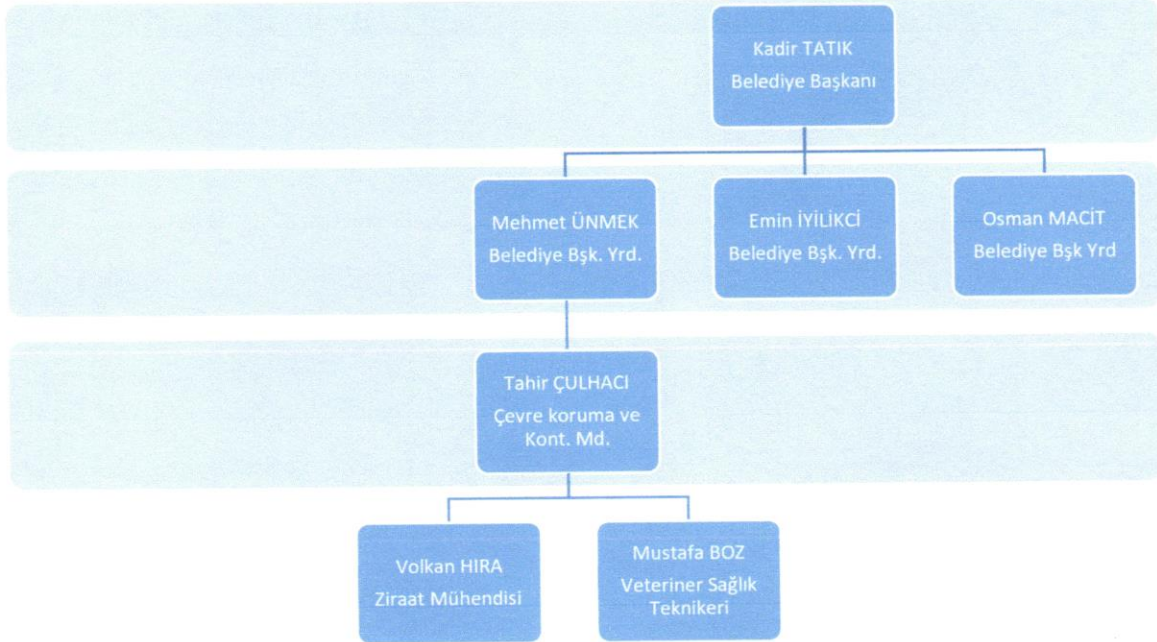 Kadir TATIK
Belediye Başkanı
Mehmet ÜNMEK
Belediye Bşk. Yrd.
Emin İYİLİKCİ
Belediye Bşk. Yrd.
Osman MACİT
Belediye Bşk Yrd
Tahir ÇULHACI
Çevre koruma ve
Kont. Md.
Volkan HIRA
Ziraat Mühendisi
Mustafa BOZ
Veteriner Sağlık
Teknikeri